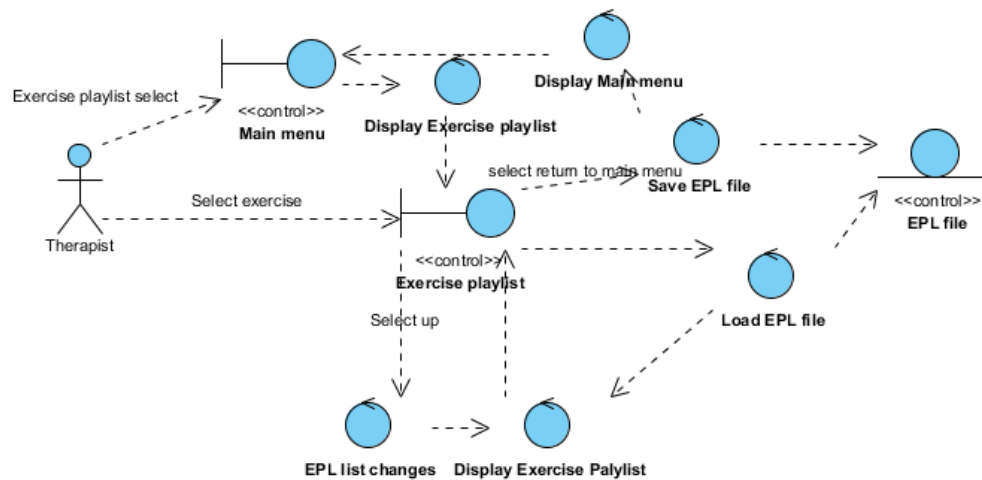 Display Main menu
Exercise playlist select
<<control>>
Main menu
Display Exercise playlist
select return to main menu
Save EPL file
<<control>>
EPL file
Select exercise
Therapist
<<control>>
Exercise playlist
Select up
Load EPL file
EPL list changes
Display Exercise Palylist